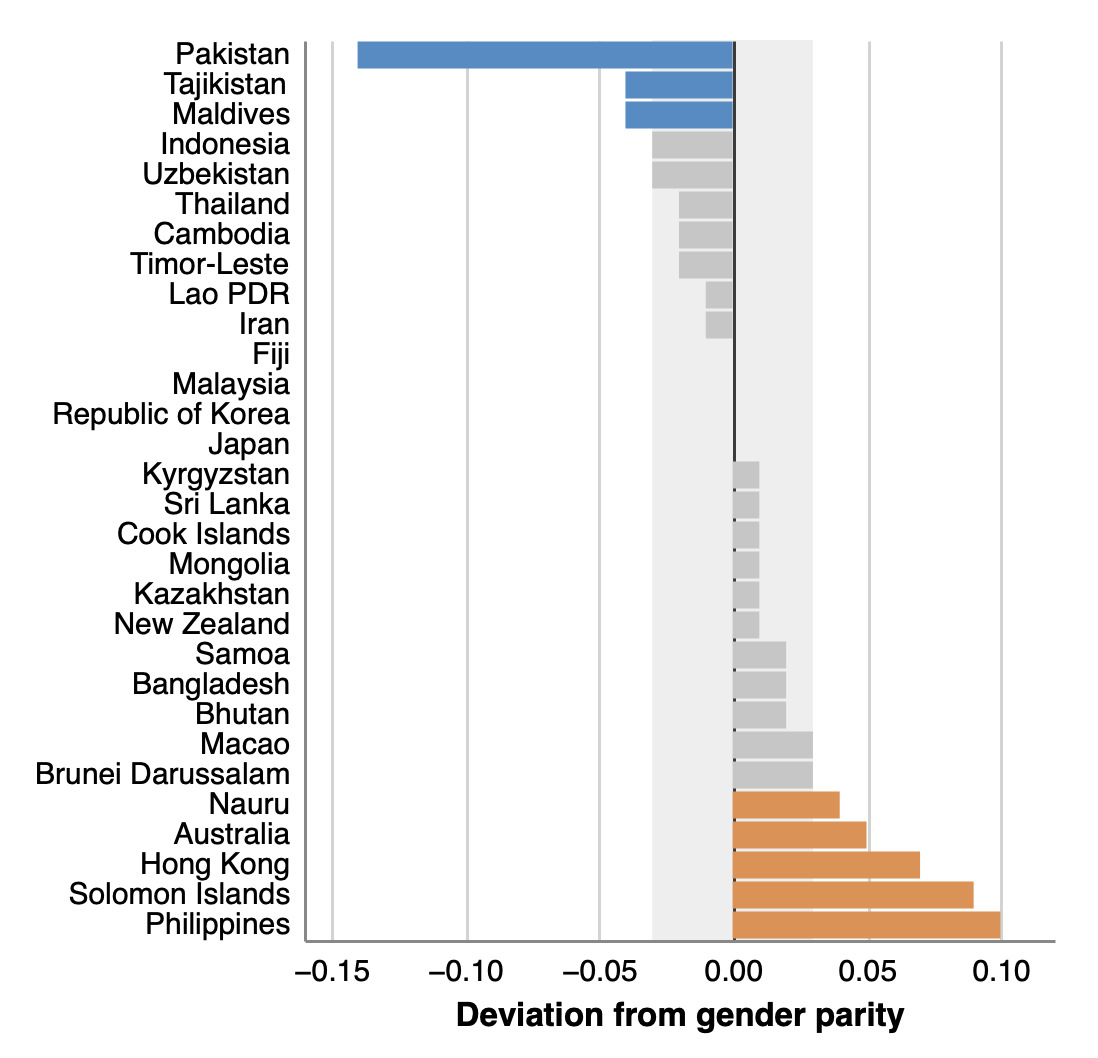 Pakistan
Tajikistan
Maldives
Indonesia
Uzbekistan
Thailand
Cambodia
Timor-Leste
Lao PDR
Iran
Fiji
Malaysia
Republic of Korea
Japan
Kyrgyzstan
Sri Lanka
Cook Islands
Mongolia
Kazakhstan
New Zealand
Samoa
Bangladesh
Bhutan
Macao
Brunei Darussalam
Nauru
Australia
Hong Kong
Solomon Islands
Philippines
−0.15 −0.10 −0.05 0.00 0.05 0.10
Deviation from gender parity